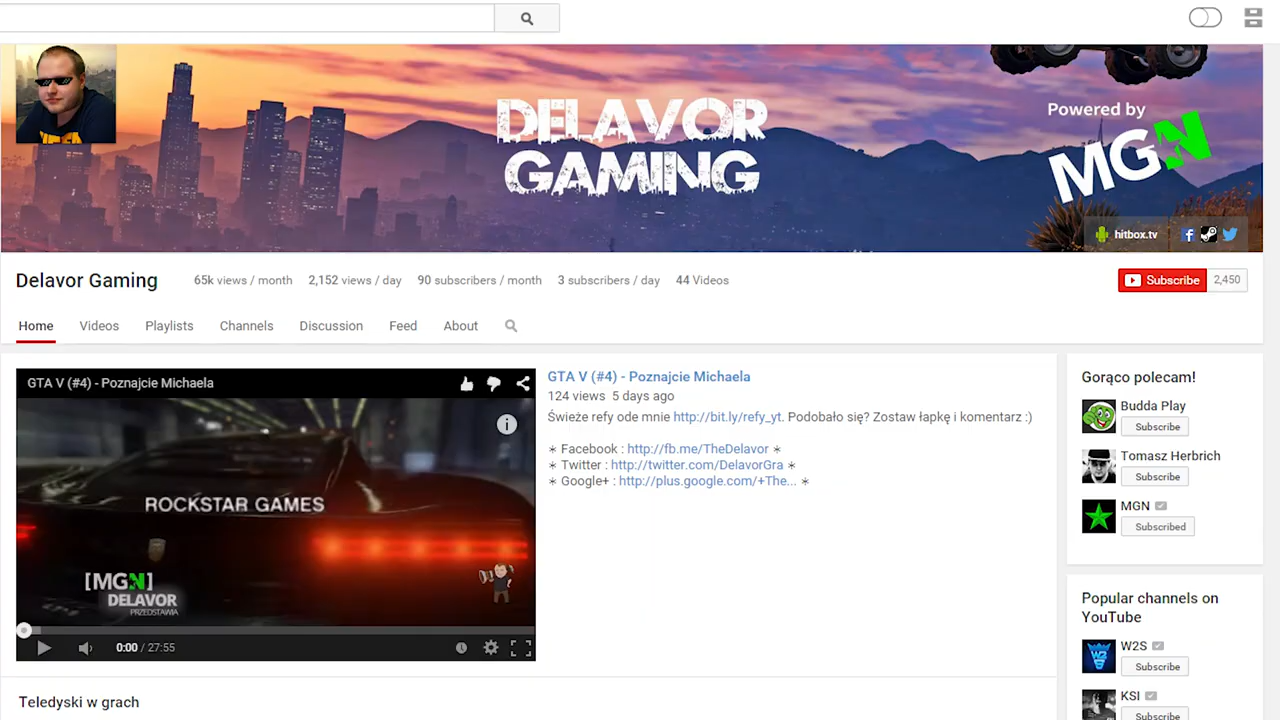 DELAVOR
GAMING
Powered by
MGN
hitbox.tv
Delavor Gaming
65k views / month
2,152 views / day
90 subscribers / month
3 subscribers / day
44 Videos
Subscribe
2,450
Home
Videos
Playlists
Channels
Discussion
Feed
About
GTA V (#4) - Poznajcie Michaela
ROCKSTAR GAMES
[MGN]
DELAVOR
PRZEDSTAWIA
0:00 / 27:55
GTA V (#4) - Poznajcie Michaela
124 views 5 days ago
Świeże refy ode mnie http://bit.ly/refy_yt. Podobało się? Zostaw łapkę i komentarz :)
∗ Facebook : http://fb.me/TheDelavor ∗
∗ Twitter : http://twitter.com/DelavorGra ∗
∗ Google+ : http://plus.google.com/+The... ∗
Teledyski w grach
Gorąco polecam!
Budda Play
Subscribe
Tomasz Herbrich
Subscribe
MGN
Subscribed
Popular channels on
YouTube
W2S
Subscribe
KSI
Subscribe